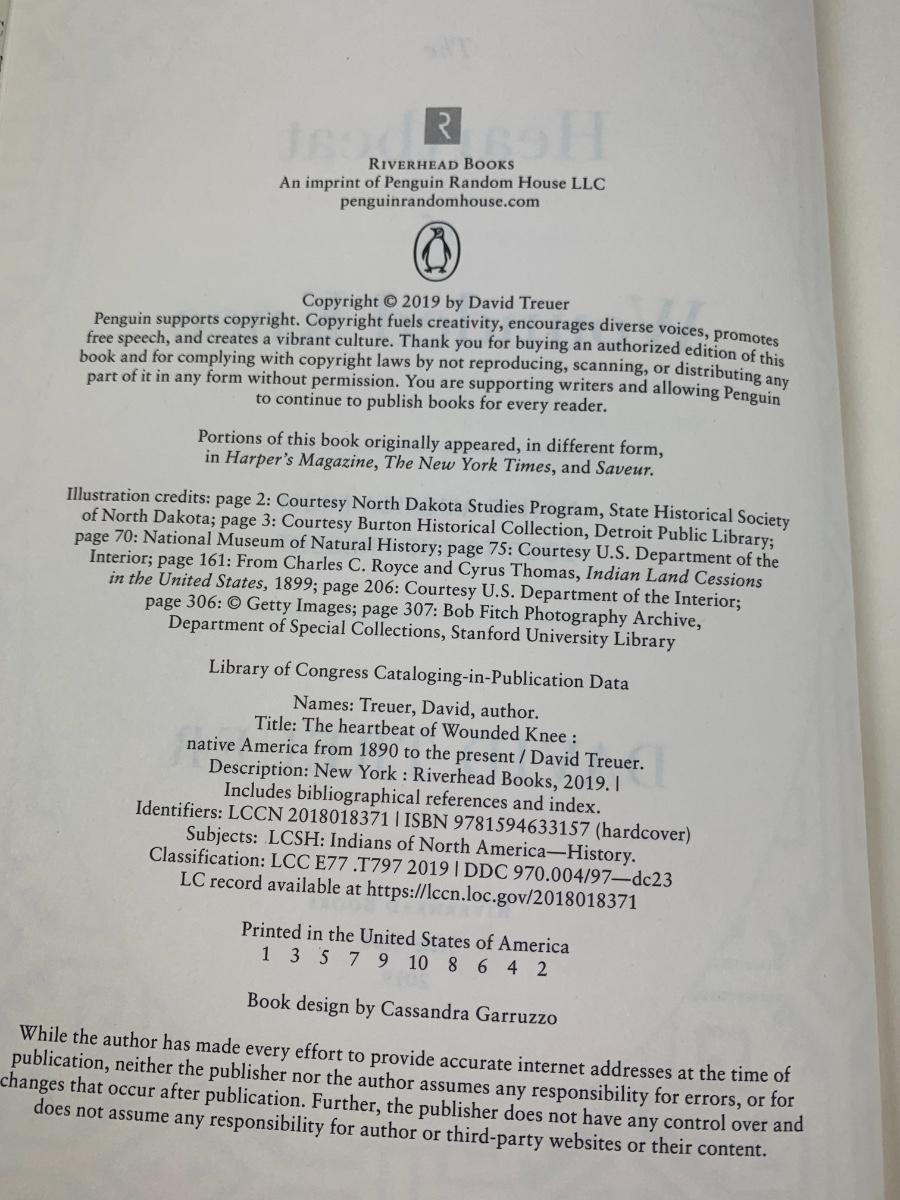 RIVERHEAD BOOKS
An imprint of Penguin Random House LLC
penguinrandomhouse.com
Copyright © 2019 by David Treuer
Penguin supports copyright. Copyright fuels creativity, encourages diverse voices, promotes
free speech, and creates a vibrant culture. Thank you for buying an authorized edition of this
book and for complying with copyright laws by not reproducing, scanning, or distributing any
part of it in any form without permission. You are supporting writers and allowing Penguin
to continue to publish books for every reader.
Portions of this book originally appeared, in different form,
in Harper's Magazine, The New York Times, and Saveur.
Illustration credits: page 2: Courtesy North Dakota Studies Program, State Historical Society
of North Dakota; page 3: Courtesy Burton Historical Collection, Detroit Public Library;
page 70: National Museum of Natural History; page 75: Courtesy U.S. Department of the
Interior; page 161: From Charles C. Royce and Cyrus Thomas, Indian Land Cessions
in the United States, 1899; page 206: Courtesy U.S. Department of the Interior;
page 306: © Getty Images; page 307: Bob Fitch Photography Archive,
Department of Special Collections, Stanford University Library
Library of Congress Cataloging-in-Publication Data
Names: Treuer, David, author.
Title: The heartbeat of Wounded Knee :
native America from 1890 to the present / David Treuer.
Description: New York : Riverhead Books, 2019. |
Includes bibliographical references and index.
Identifiers: LCCN 2018018371 | ISBN 9781594633157 (hardcover)
Subjects: LCSH: Indians of North America—History.
Classification: LCC E77 .T797 2019 | DDC 970.004/97—dc23
LC record available at https://lccn.loc.gov/2018018371
Printed in the United States of America
1 3 5 7 9 10 8 6 4 2
Book design by Cassandra Garruzzo
While the author has made every effort to provide accurate internet addresses at the time of
publication, neither the publisher nor the author assumes any responsibility for errors, or for
changes that occur after publication. Further, the publisher does not have any control over and
does not assume any responsibility for author or third-party websites or their content.